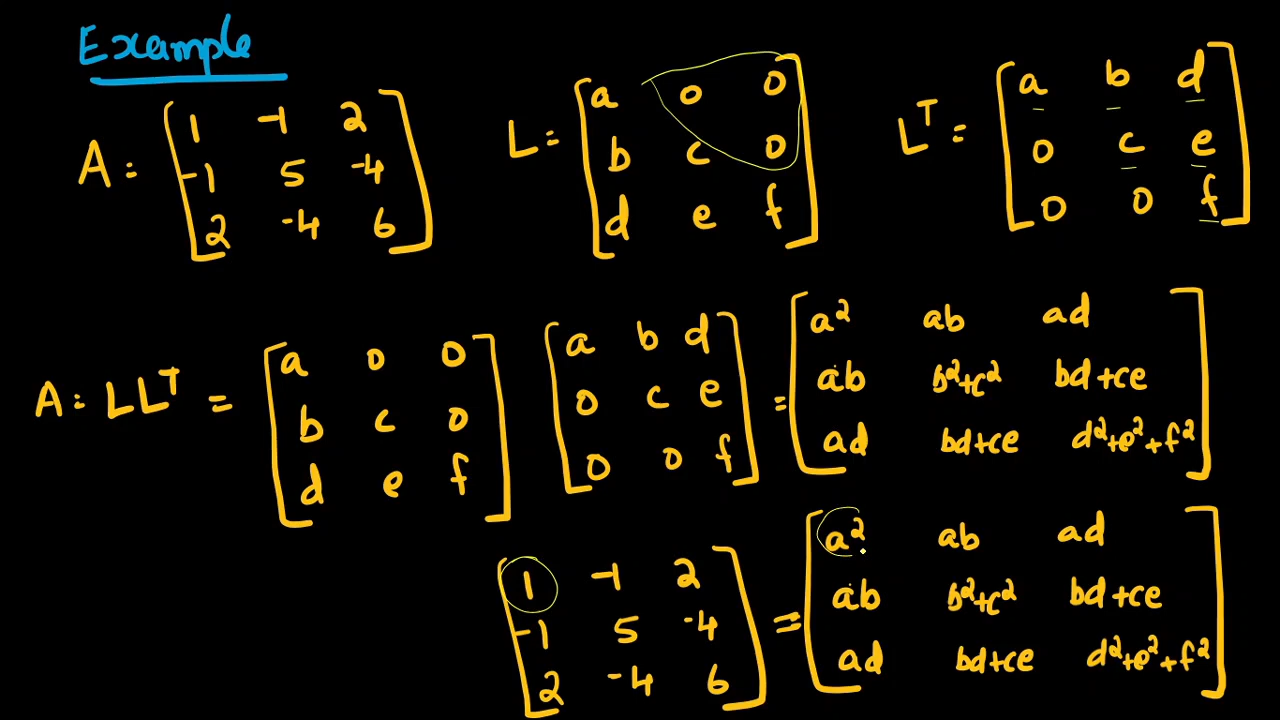 Example
A = [1 -1 2; -1 5 -4; 2 -4 6] L = [a 0 0; b c 0; d e f] Lᵀ = [a b d; 0 c e; 0 0 f]
A = LLᵀ = [a 0 0; b c 0; d e f] [a b d; 0 c e; 0 0 f] = [a² ab ad; ab b²+c² bd+ce; ad bd+ce d²+e²+f²]
[1 -1 2; -1 5 -4; 2 -4 6] = [a² ab ad; ab b²+c² bd+ce; ad bd+ce d²+e²+f²]